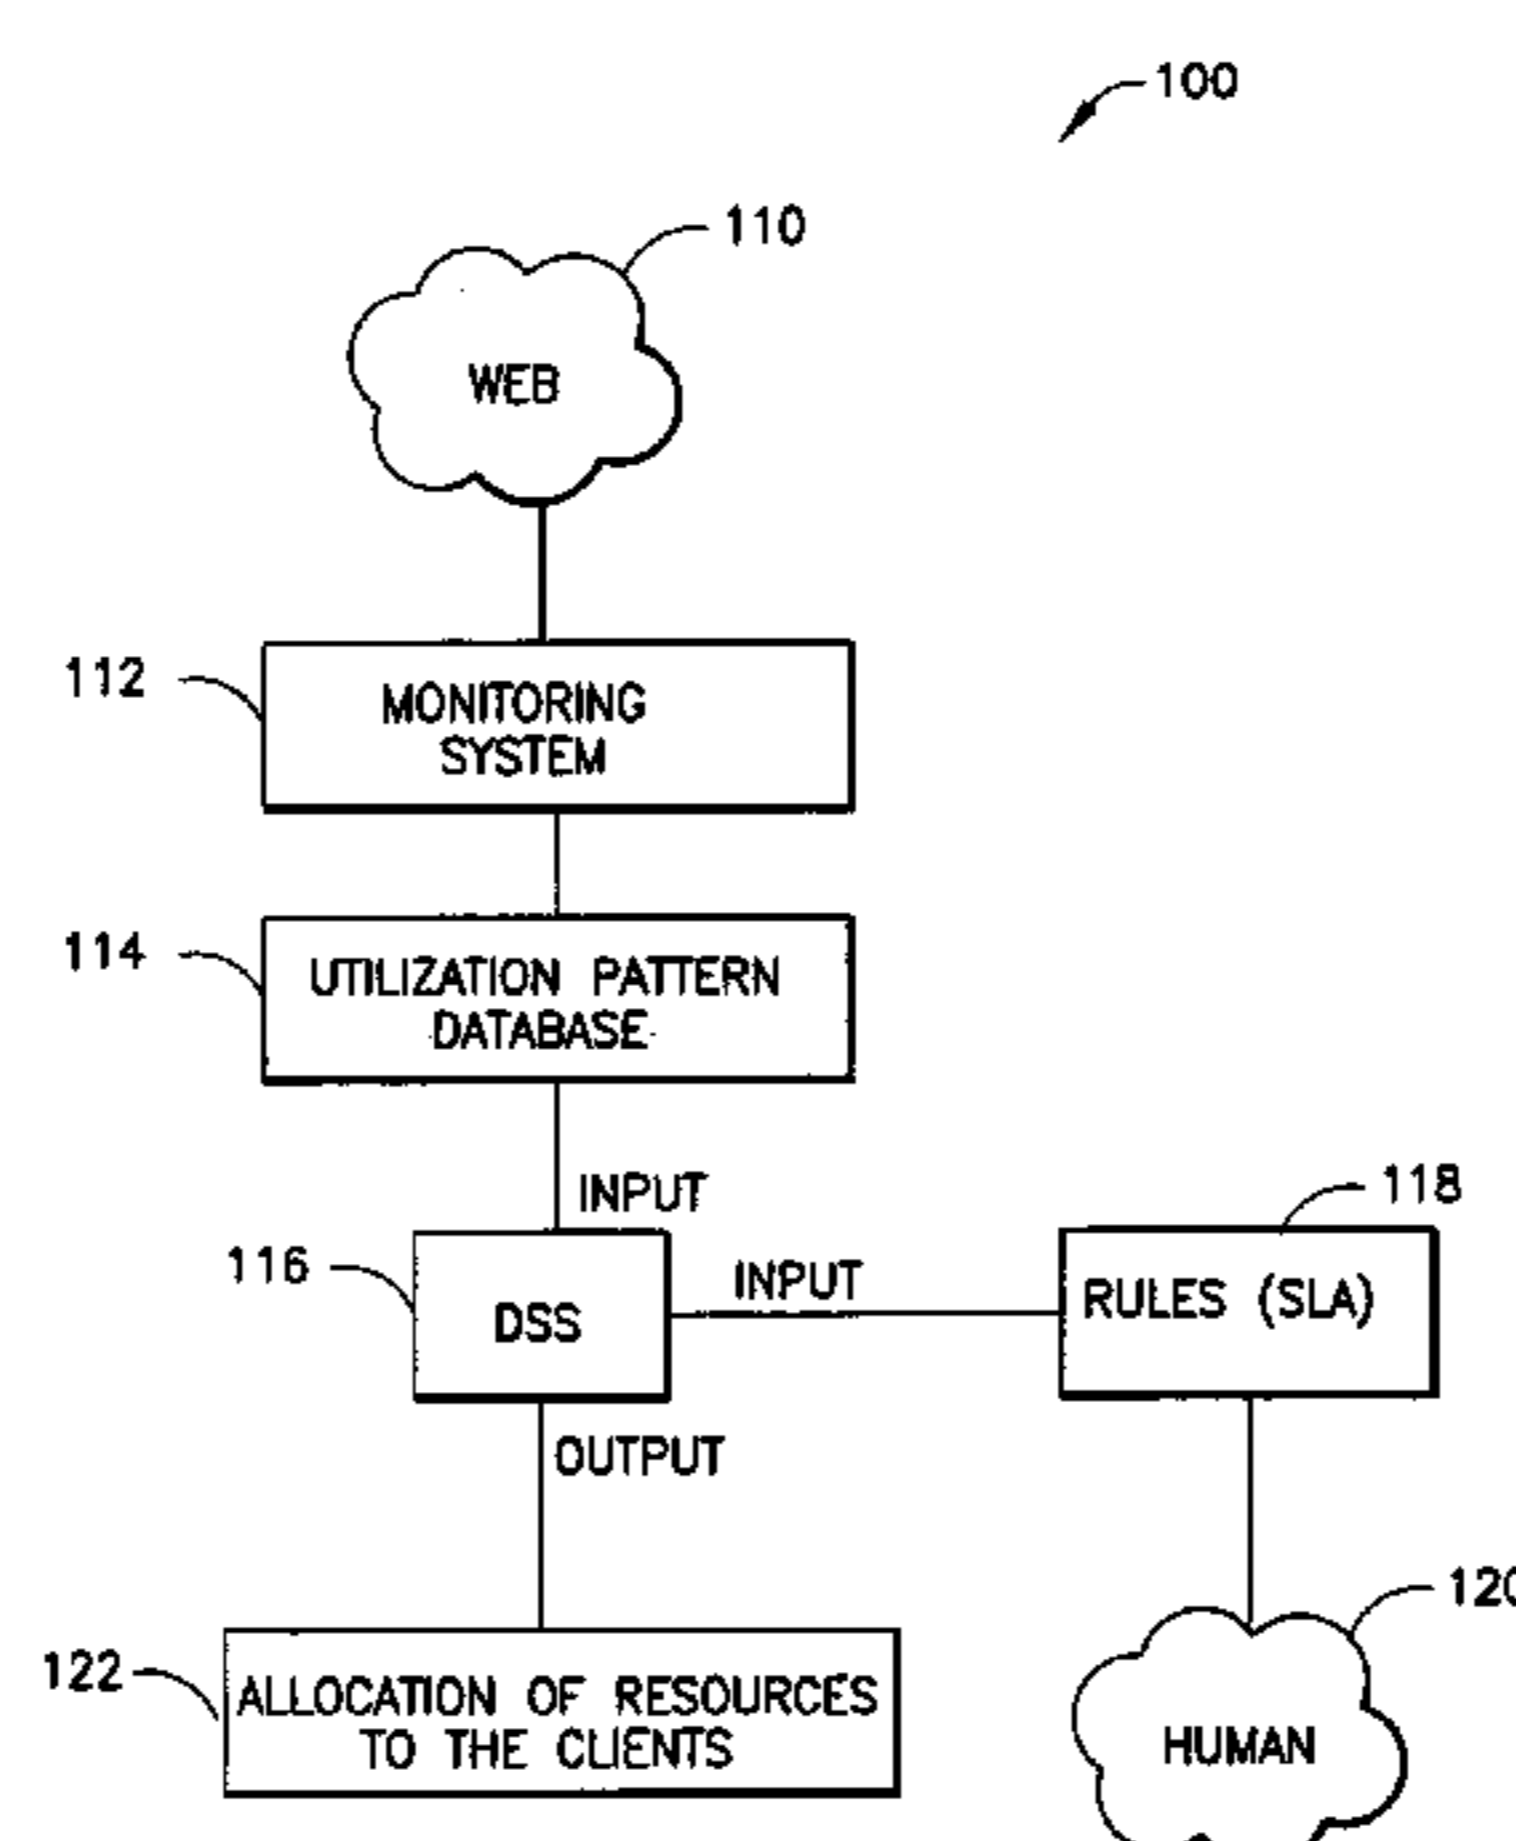 100
110
WEB
112
MONITORING
SYSTEM
114
UTILIZATION PATTERN
DATABASE
INPUT
118
116
DSS
INPUT
RULES (SLA)
OUTPUT
120
122
ALLOCATION OF RESOURCES
TO THE CLIENTS
HUMAN